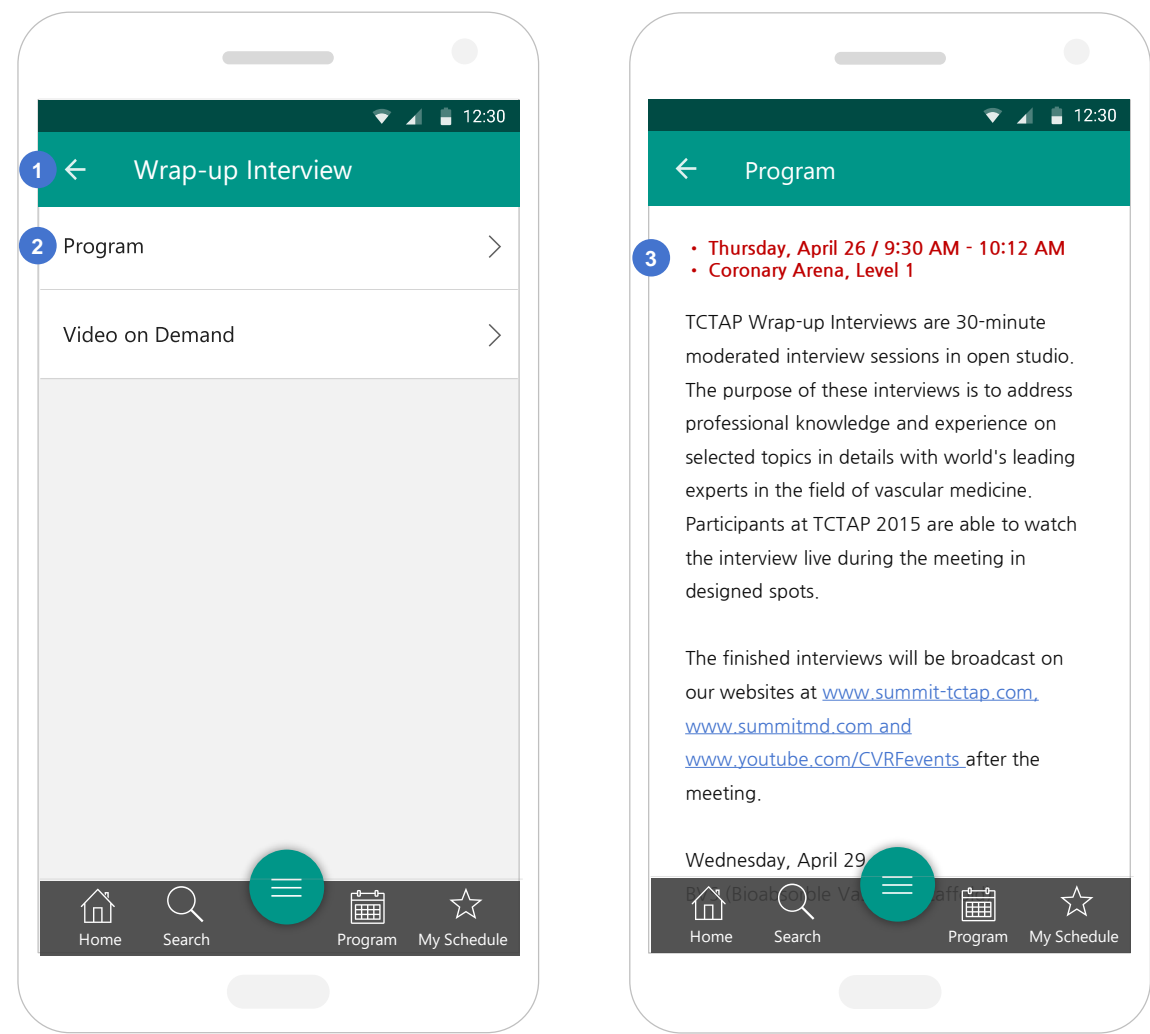 12:30
1
Wrap-up Interview
2
Program
Video on Demand
Home
Search
Program
My Schedule
12:30
Program
3
• Thursday, April 26 / 9:30 AM - 10:12 AM
• Coronary Arena, Level 1
TCTAP Wrap-up Interviews are 30-minute
moderated interview sessions in open studio.
The purpose of these interviews is to address
professional knowledge and experience on
selected topics in details with world's leading
experts in the field of vascular medicine.
Participants at TCTAP 2015 are able to watch
the interview live during the meeting in
designed spots.
The finished interviews will be broadcast on
our websites at www.summit-tctap.com,
www.summitmd.com and
www.youtube.com/CVRFevents after the
meeting.
Wednesday, April 29
(Bioabsorble
Home
Search
Program
My Schedule